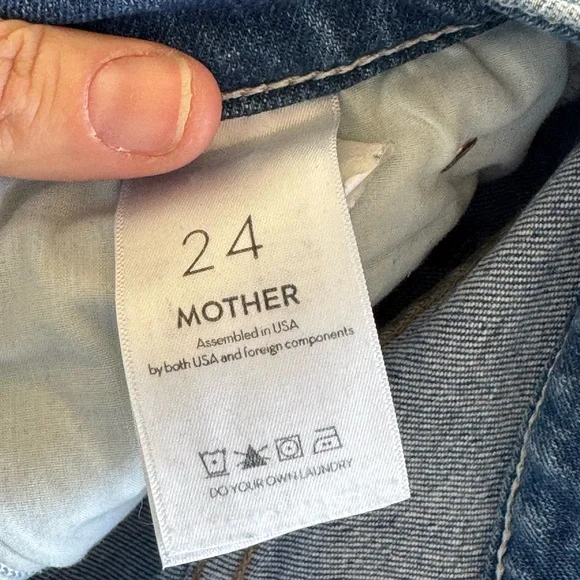 24
MOTHER
Assembled in USA
by both USA and foreign components
DO YOUR OWN LAUNDRY